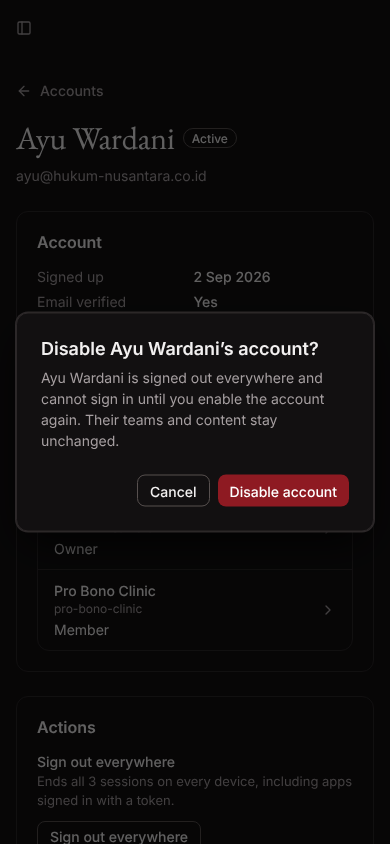 Accounts
Ayu Wardani
Active
ayu@hukum-nusantara.co.id
Account
Signed up
2 Sep 2026
Email verified
Yes
Disable Ayu Wardani’s account?
Ayu Wardani is signed out everywhere and
cannot sign in until you enable the account
again. Their teams and content stay
unchanged.
Cancel
Disable account
Owner
Pro Bono Clinic
pro-bono-clinic
Member
Actions
Sign out everywhere
Ends all 3 sessions on every device, including apps
signed in with a token.
Sign out everywhere